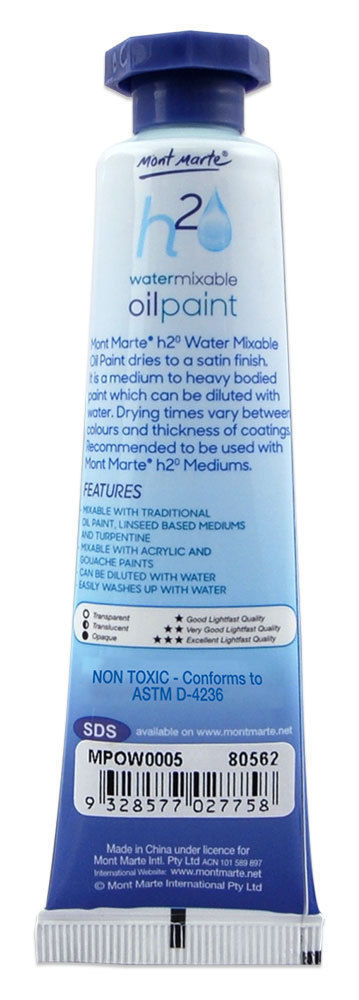 Mont Marte®
h2
watermixable
oilpaint
Mont Marte® h2⁰ Water Mixable
Oil Paint dries to a satin finish.
It is a medium to heavy bodied
paint which can be diluted with
water. Drying times vary between
colours and thickness of coatings
Recommended to be used with
Mont Marte® h2⁰ Mediums.
FEATURES
- MIXABLE WITH TRADITIONAL
OIL PAINT, LINSEED BASED MEDIUMS
AND TURPENTINE
- MIXABLE WITH ACRYLIC AND
GOUACHE PAINTS
- CAN BE DILUTED WITH WATER
- EASILY WASHES UP WITH WATER
Transparent ★ Good Lightfast Quality
Translucent ★★ Very Good Lightfast Quality
Opaque ★★★ Excellent Lightfast Quality
NON TOXIC - Conforms to
ASTM D-4236
SDS available on www.montmarte.net
MPOW0005 80562
9 328577 027758
Made in China under licence for
Mont Marte Intl. Pty Ltd ACN 101 589 897
International Website: www.montmarte.net
© Mont Marte International Pty Ltd